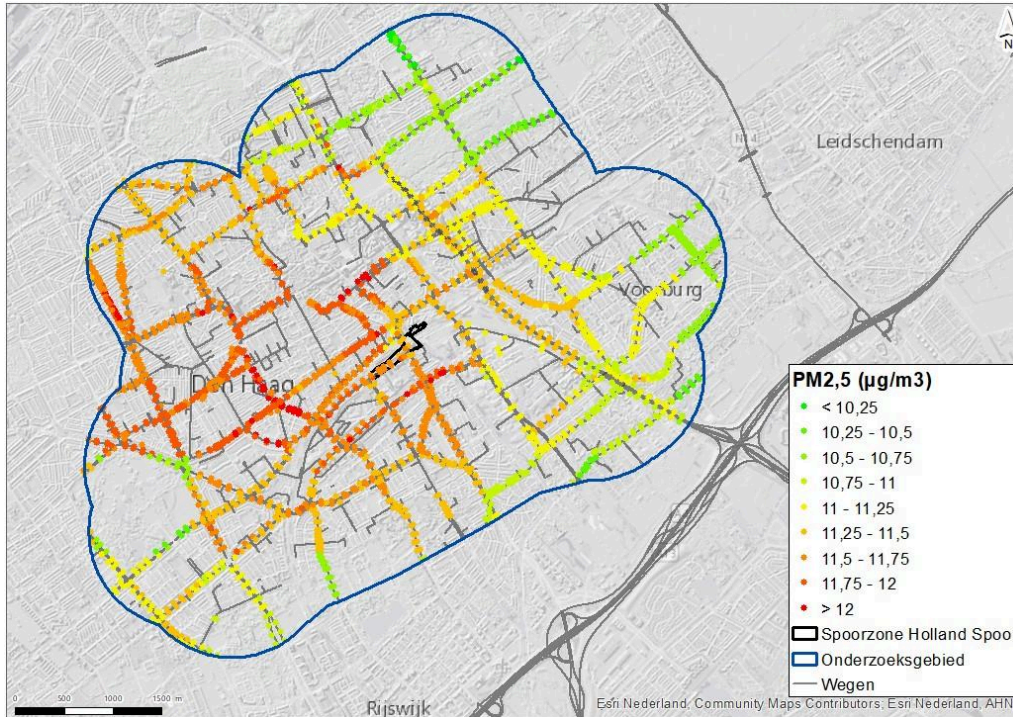 N
Leidschendam
Voorburg
Den Haag
PM2,5 (µg/m3)
< 10,25
10,25 - 10,5
10,5 - 10,75
10,75 - 11
11 - 11,25
11,25 - 11,5
11,5 - 11,75
11,75 - 12
> 12
Spoorzone Holland Spoo
Onderzoeksgebied
Wegen
0 500 1000 1500 m
Rijswijk
Esri Nederland, Community Maps Contributors, Esri Nederland, AHN